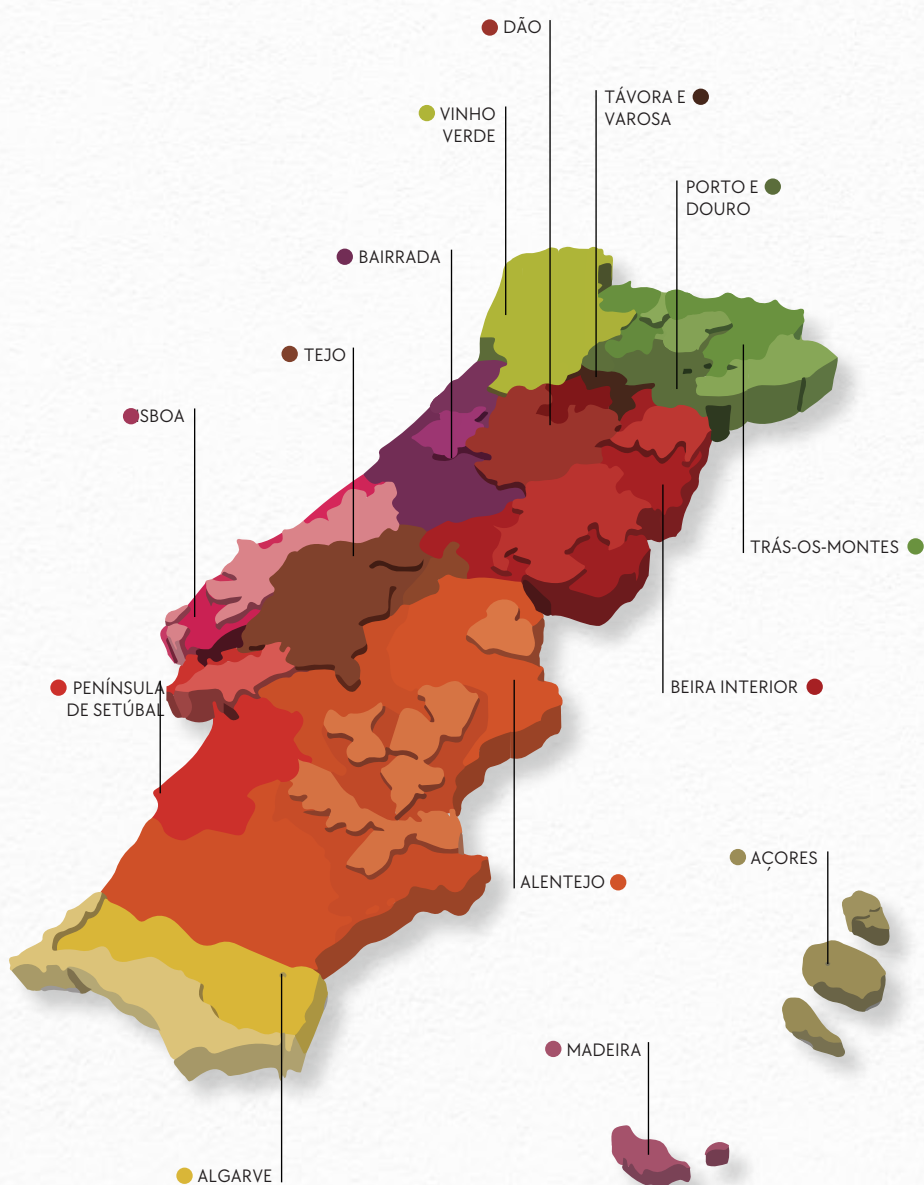 DÃO
TÁVORA E
VAROSA
VINHO
VERDE
PORTO E
DOURO
BAIRRADA
TEJO
ISBOA
TRÁS-OS-MONTES
PENÍNSULA
DE SETÚBAL
BEIRA INTERIOR
AÇORES
ALENTEJO
MADEIRA
ALGARVE